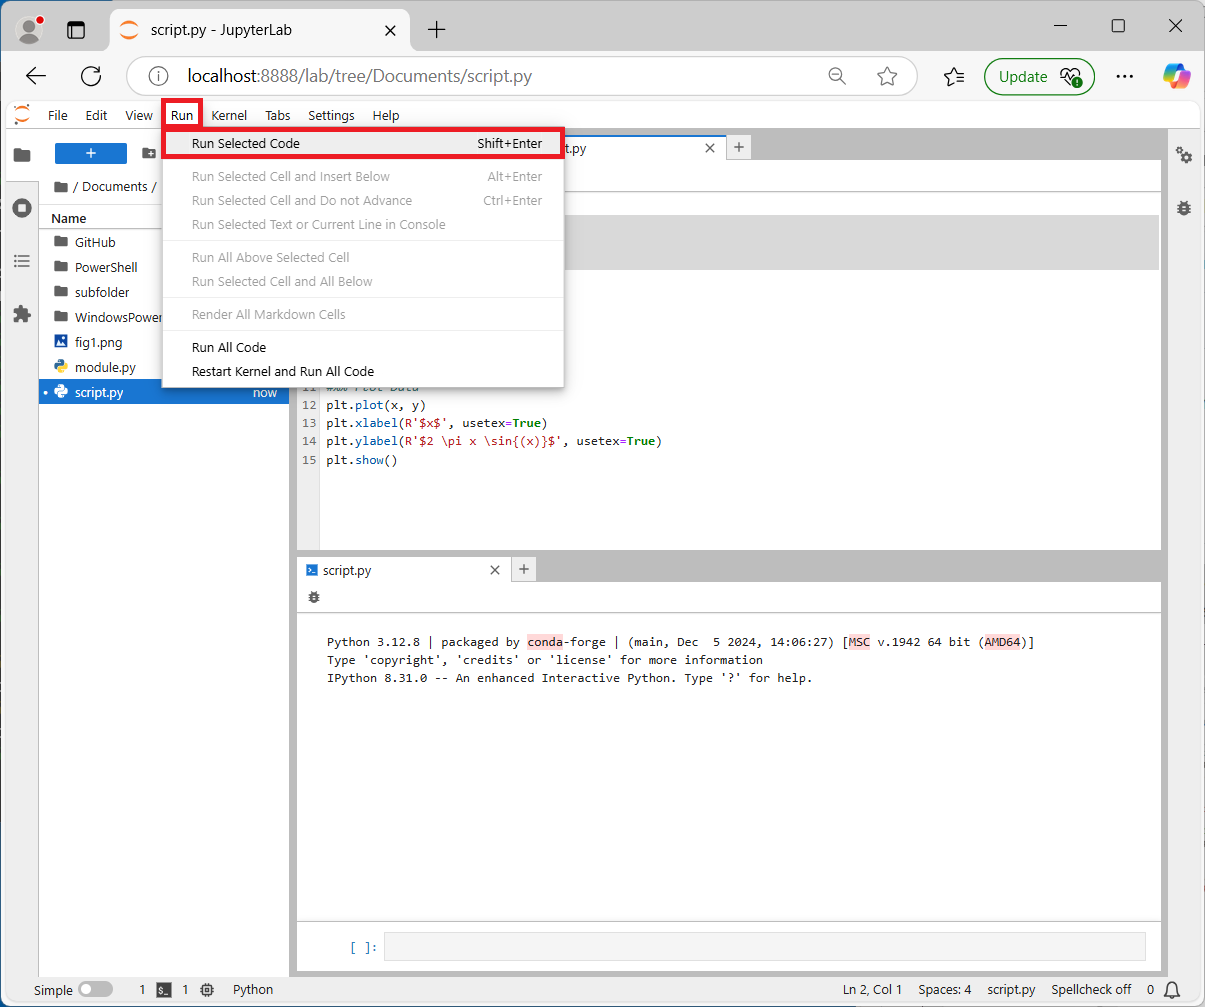 script.py - JupyterLab
localhost:8888/lab/tree/Documents/script.py
Update
File Edit View Run Kernel Tabs Settings Help
Run Selected Code Shift+Enter
Run Selected Cell and Insert Below Alt+Enter
Run Selected Cell and Do not Advance Ctrl+Enter
Run Selected Text or Current Line in Console
Run All Above Selected Cell
Run Selected Cell and All Below
Render All Markdown Cells
Run All Code
Restart Kernel and Run All Code
/ Documents /
Name
GitHub
PowerShell
subfolder
WindowsPower
fig1.png
module.py
script.py now
t.py
11 #%% Plot Data
12 plt.plot(x, y)
13 plt.xlabel(R'$x$', usetex=True)
14 plt.ylabel(R'$2 \pi x \sin{(x)}$', usetex=True)
15 plt.show()
script.py
Python 3.12.8 | packaged by conda-forge | (main, Dec  5 2024, 14:06:27) [MSC v.1942 64 bit (AMD64)]
Type 'copyright', 'credits' or 'license' for more information
IPython 8.31.0 -- An enhanced Interactive Python. Type '?' for help.
[ ]:
Simple 1 1 Python Ln 2, Col 1 Spaces: 4 script.py Spellcheck off 0